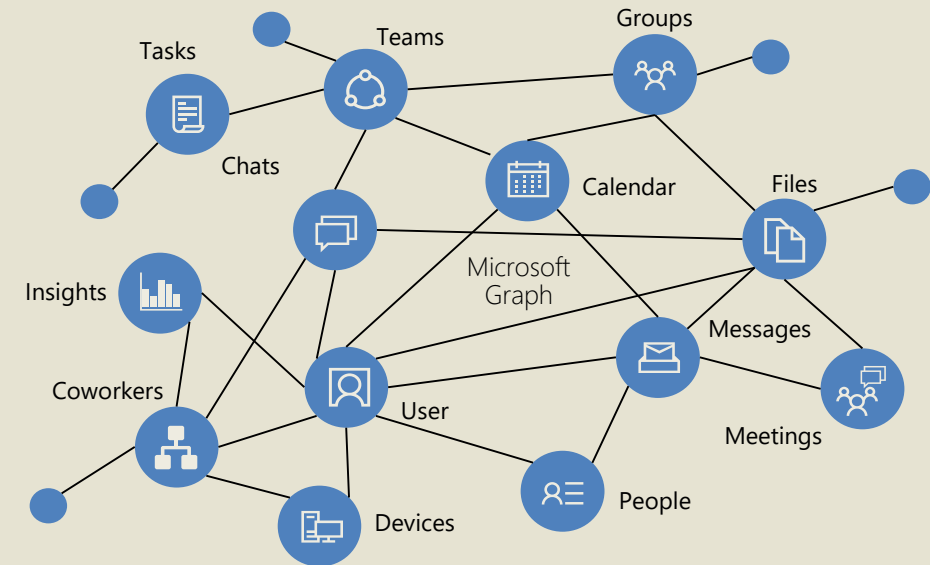 Groups
Teams
Tasks
Chats
Calendar
Files
Microsoft
Graph
Insights
Messages
Coworkers
User
Meetings
People
Devices